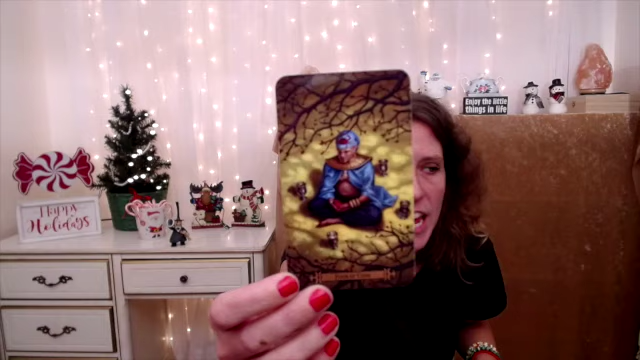 Enjoy the little
things in life
Happy
Holidays